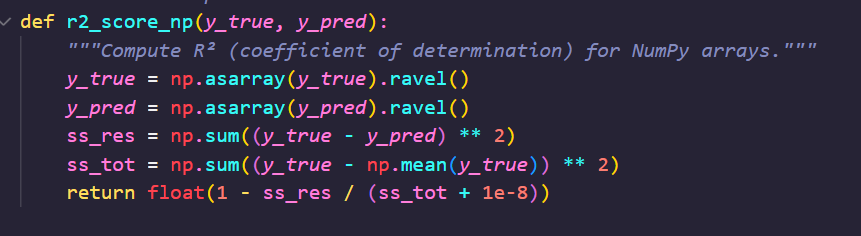 def r2_score_np(y_true, y_pred):
    """Compute R² (coefficient of determination) for NumPy arrays."""
    y_true = np.asarray(y_true).ravel()
    y_pred = np.asarray(y_pred).ravel()
    ss_res = np.sum((y_true - y_pred) ** 2)
    ss_tot = np.sum((y_true - np.mean(y_true)) ** 2)
    return float(1 - ss_res / (ss_tot + 1e-8))